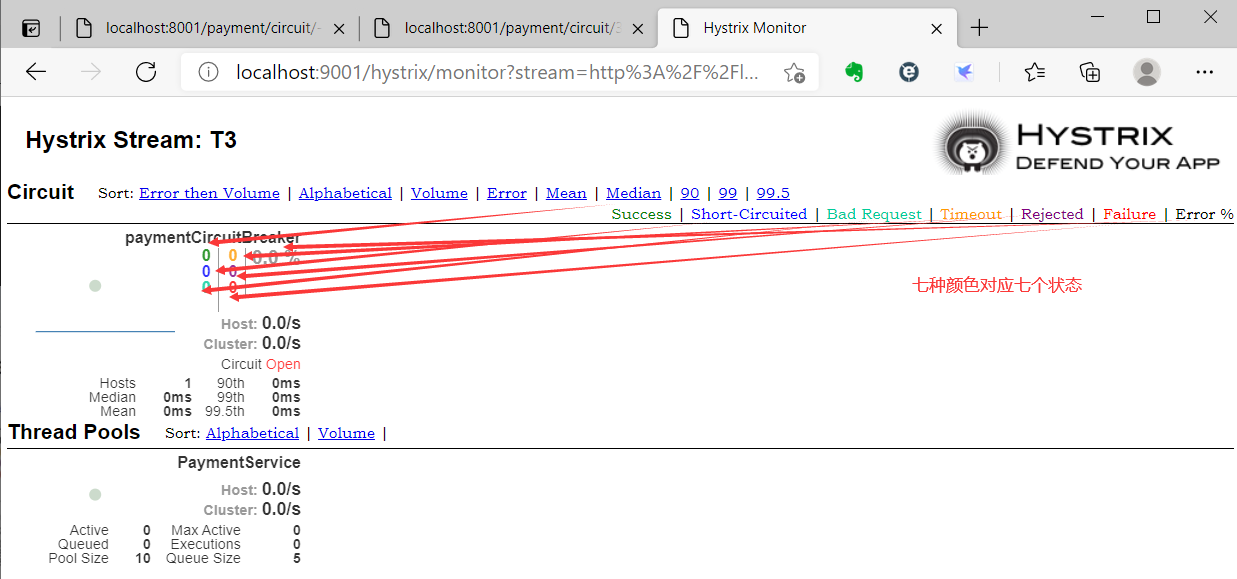 localhost:8001/payment/circuit/-
localhost:8001/payment/circuit/3
Hystrix Monitor
localhost:9001/hystrix/monitor?stream=http%3A%2F%2Fl...
Hystrix Stream: T3
HYSTRIX
DEFEND YOUR APP
Circuit Sort: Error then Volume | Alphabetical | Volume | Error | Mean | Median | 90 | 99 | 99.5
Success | Short-Circuited | Bad Request | Timeout | Rejected | Failure | Error %
paymentCircuitBreaker
0 0 0.0 %
0 0
0 0
七种颜色对应七个状态
Host: 0.0/s
Cluster: 0.0/s
Circuit Open
Hosts 1 90th 0ms
Median 0ms 99th 0ms
Mean 0ms 99.5th 0ms
Thread Pools Sort: Alphabetical | Volume |
PaymentService
Host: 0.0/s
Cluster: 0.0/s
Active 0 Max Active 0
Queued 0 Executions 0
Pool Size 10 Queue Size 5